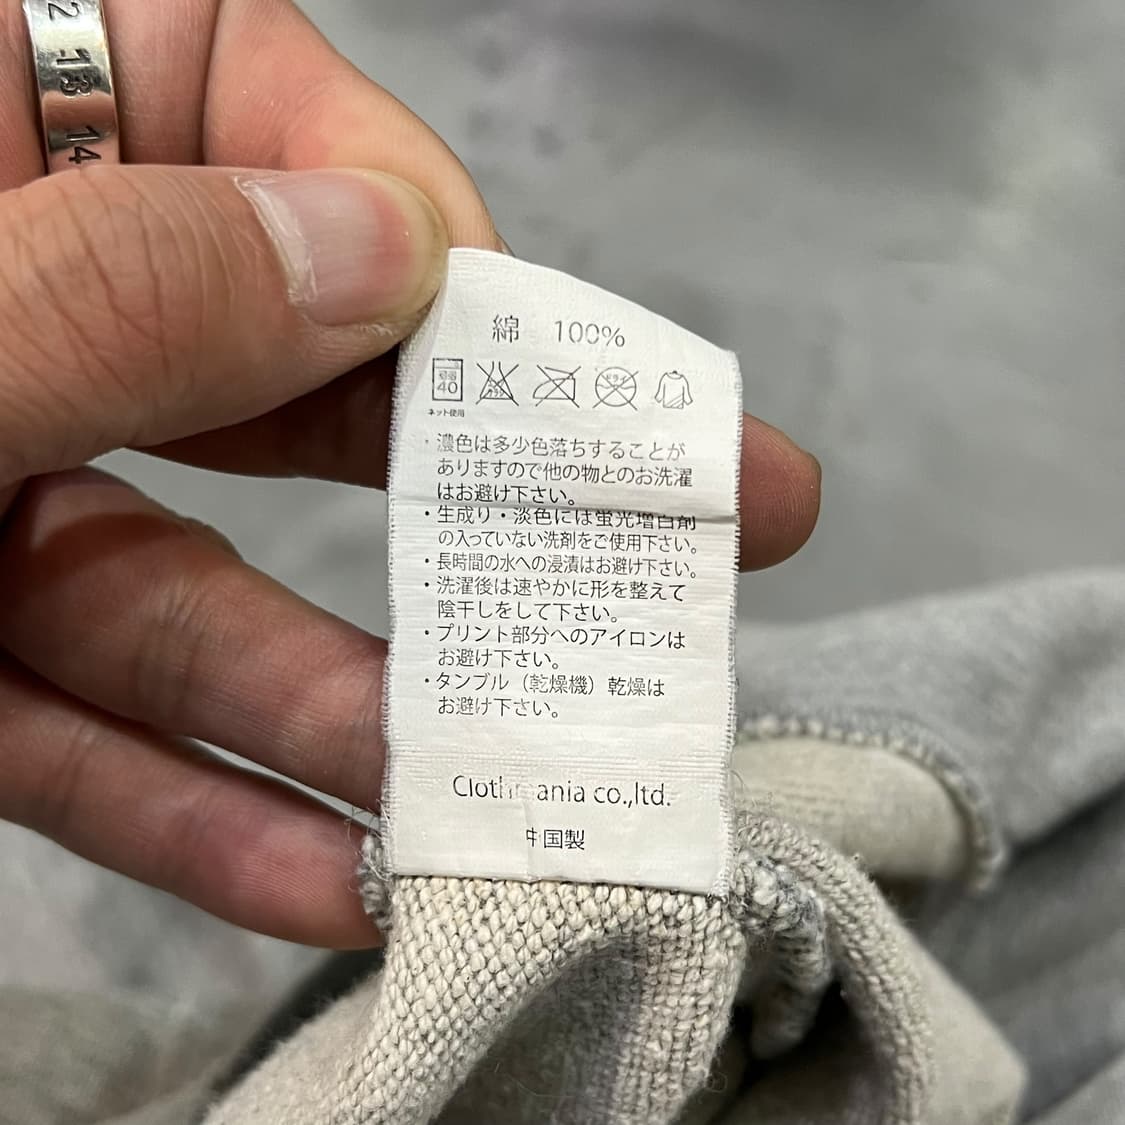 2
13
14
綿 100%
40
ネット使用
ドライ
・濃色は多少色落ちすることが
ありますので他の物とのお洗濯
はお避け下さい。
・生成り・淡色には蛍光増白剤
の入っていない洗剤をご使用下さい。
・長時間の水への浸漬はお避け下さい。
・洗濯後は速やかに形を整えて
陰干しをして下さい。
・プリント部分へのアイロンは
お避け下さい。
・タンブル（乾燥機）乾燥は
お避け下さい。
co.,ltd.
中国製